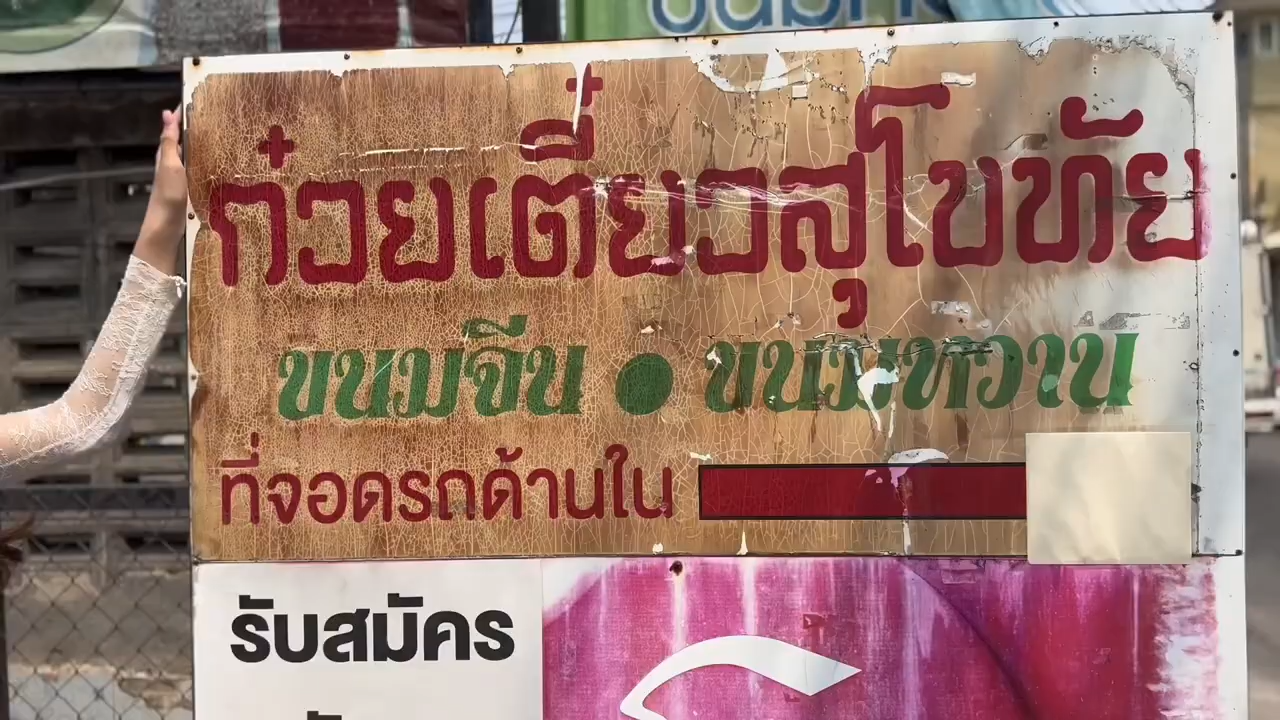 ก๋วยเตี๋ยวสุโขทัย
ขนมจีน ● ขนมหวาน
ที่จอดรถด้านใน
รับสมัคร